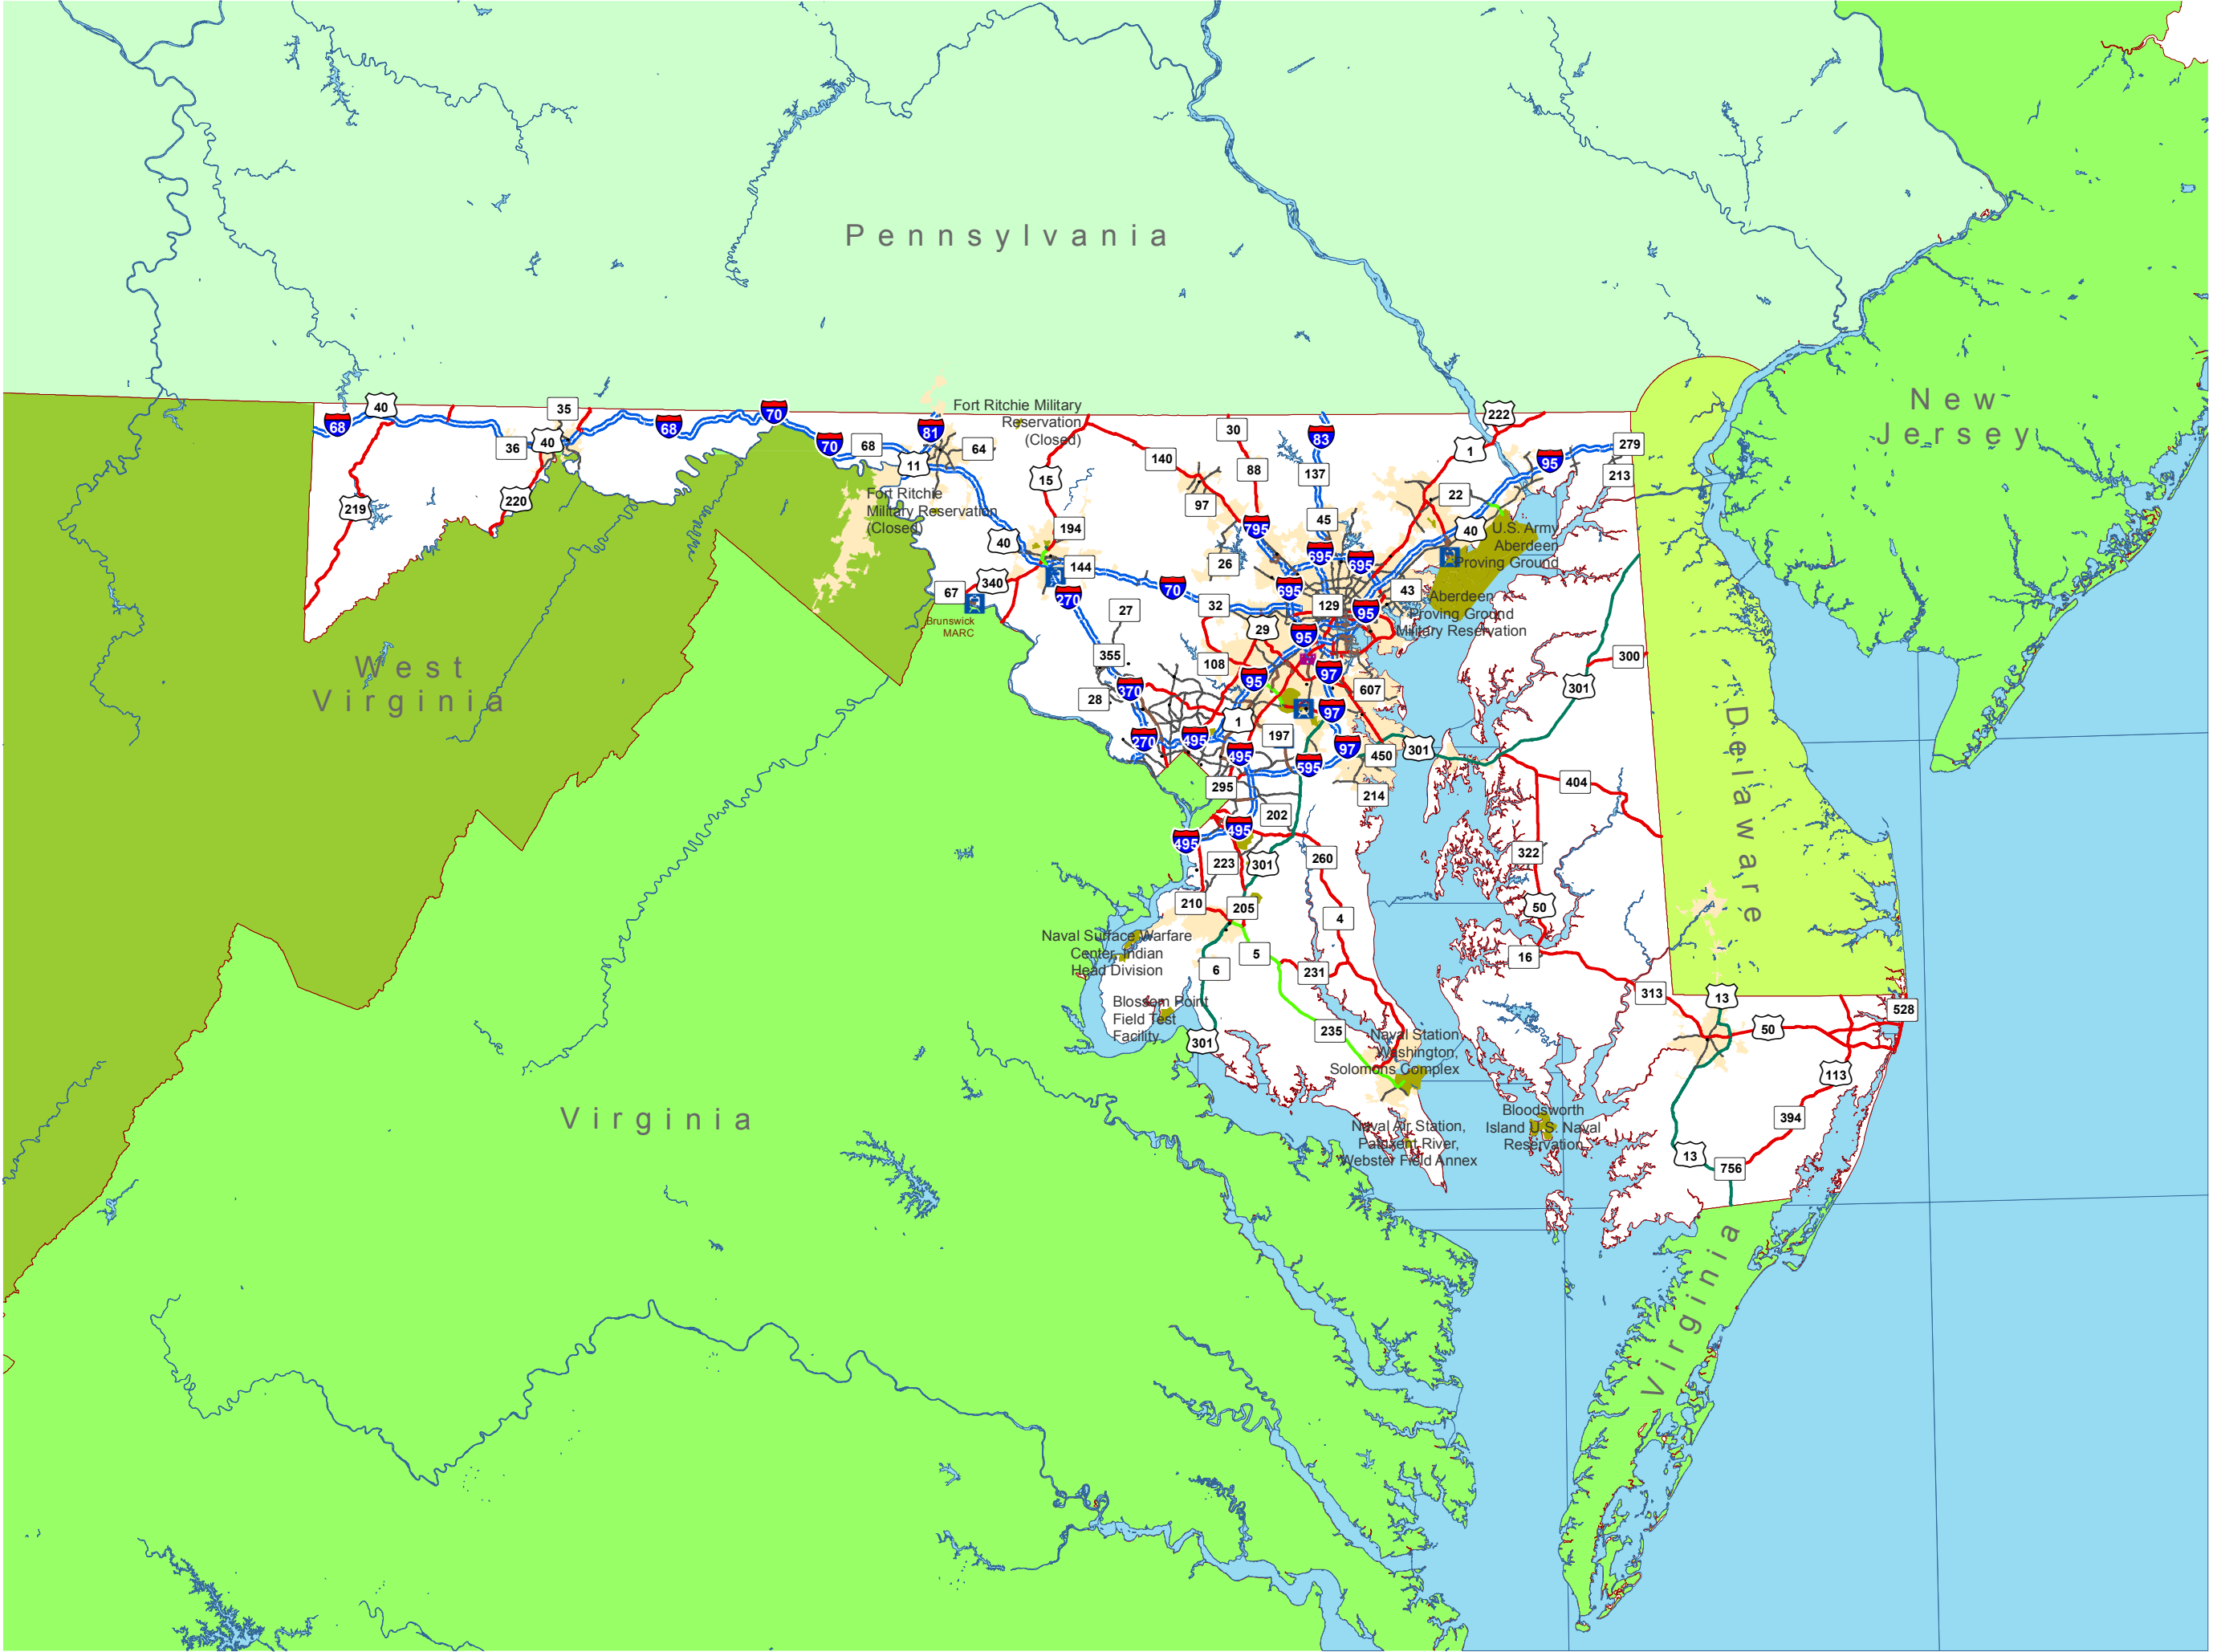 Pennsylvania
New
Jersey
40
35
70
Fort Ritchie Military
Reservation
(Closed)
222
68
68
36
40
70
68
81
64
11
30
83
1
279
140
88
137
95
213
15
22
219
220
Fort Ritchie
Military Reservation
(Closed)
97
795
45
40
U.S. Army
Aberdeen
Proving Ground
194
40
695
695
26
144
340
67
270
70
695
43
Aberdeen
Proving Ground
Military Reservation
Brunswick
MARC
27
32
129
95
29
95
West
Virginia
355
108
300
370
95
97
607
301
28
1
97
Delaware
270
495
197
495
97
450
301
595
295
214
404
202
495
495
223
301
260
322
210
205
4
50
Naval Surface Warfare
Center, Indian
Head Division
5
6
231
16
313
13
528
Blossom Point
Field Test
Facility
301
235
Naval Station,
Washington,
Solomons Complex
50
113
Virginia
Naval Air Station,
Patuxent River,
Webster Field Annex
Bloodsworth
Island U.S. Naval
Reservation
394
13
756
Virginia